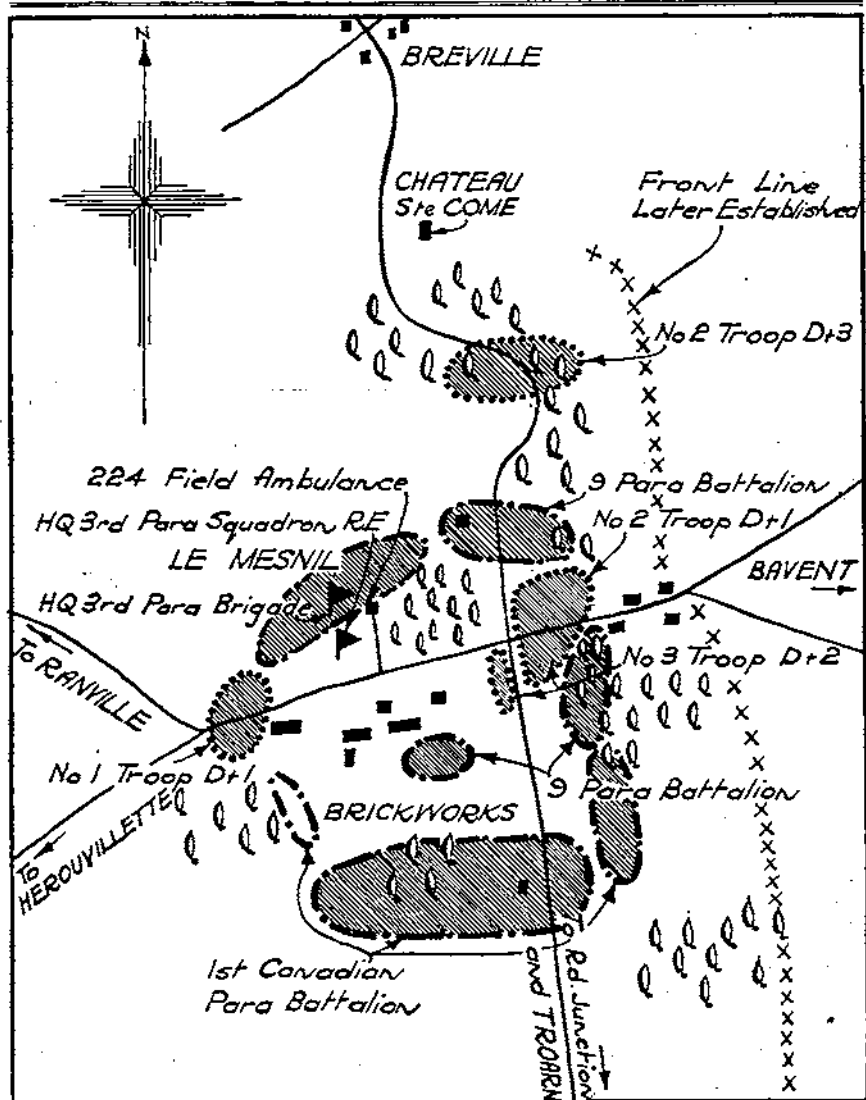 N
BREVILLE
CHATEAU
Ste COME
Front Line
Later Established
No 2 Troop D+3
224 Field Ambulance
HQ 3rd Para Squadron R.E
LE MESNIL
HQ 3rd Para Brigade
9 Para Battalion
No 2 Troop D+1
BAVENT
To RANVILLE
No 3 Troop D+2
No 1 Troop D+1
To
HEROUVILLETTE
BRICKWORKS
9 Para Battalion
1st Canadian
Para Battalion
To Rd Junction
and TROARN